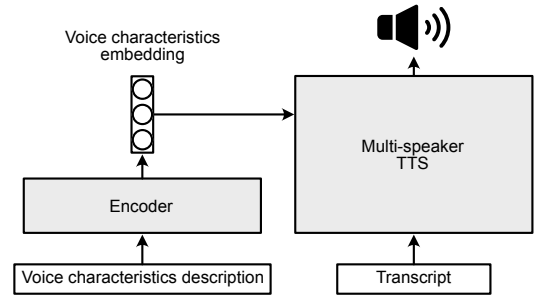 Voice characteristics
embedding
Multi-speaker
TTS
Encoder
Voice characteristics description
Transcript